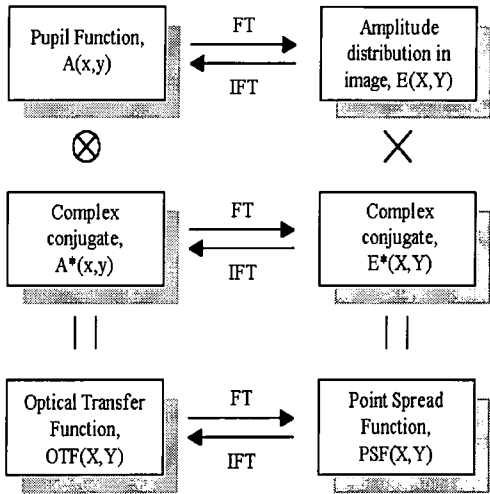 Pupil Function,
A(x,y)
FT
IFT
Amplitude
distribution in
image, E(X,Y)
⊗
×
Complex
conjugate,
A*(x,y)
FT
IFT
Complex
conjugate,
E*(X,Y)
||
||
Optical Transfer
Function,
OTF(X,Y)
FT
IFT
Point Spread
Function,
PSF(X,Y)